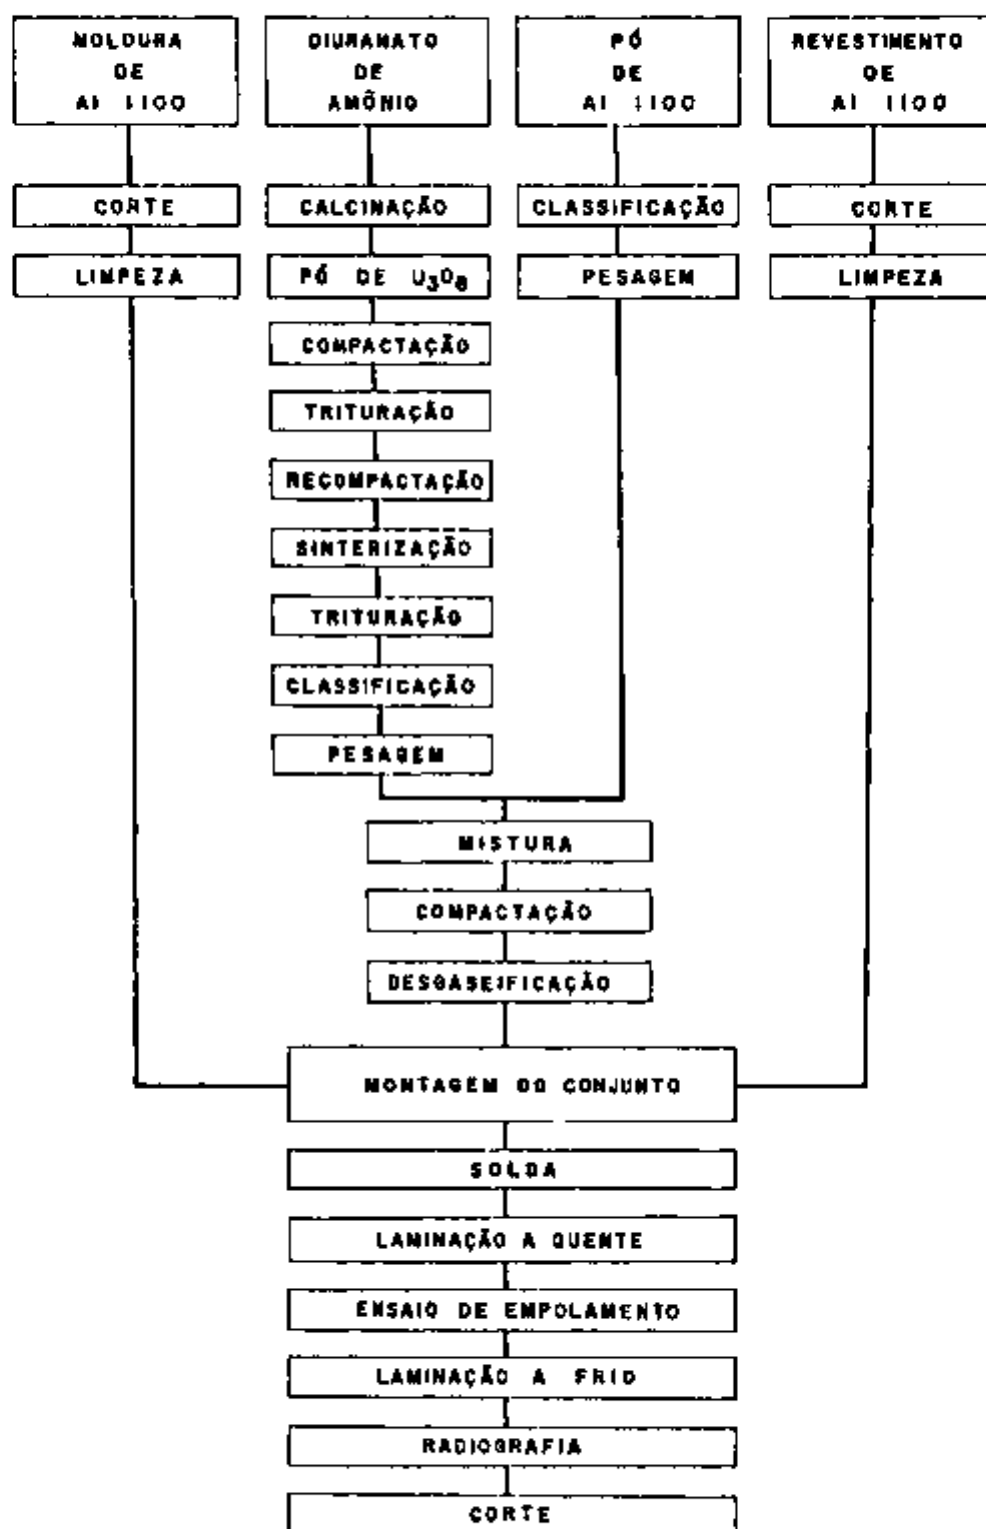 MOLDURA
DE
Al 1100
DIURANATO
DE
AMÔNIO
PÓ
DE
Al 1100
REVESTIMENTO
DE
Al 1100
CORTE
CALCINAÇÃO
CLASSIFICAÇÃO
CORTE
LIMPEZA
PÓ DE U₃O₈
PESAGEM
LIMPEZA
COMPACTAÇÃO
TRITURAÇÃO
RECOMPACTAÇÃO
SINTERIZAÇÃO
TRITURAÇÃO
CLASSIFICAÇÃO
PESAGEM
MISTURA
COMPACTAÇÃO
DESGASEIFICAÇÃO
MONTAGEM DO CONJUNTO
SOLDA
LAMINAÇÃO A QUENTE
ENSAIO DE EMPOLAMENTO
LAMINAÇÃO A FRIO
RADIOGRAFIA
CORTE